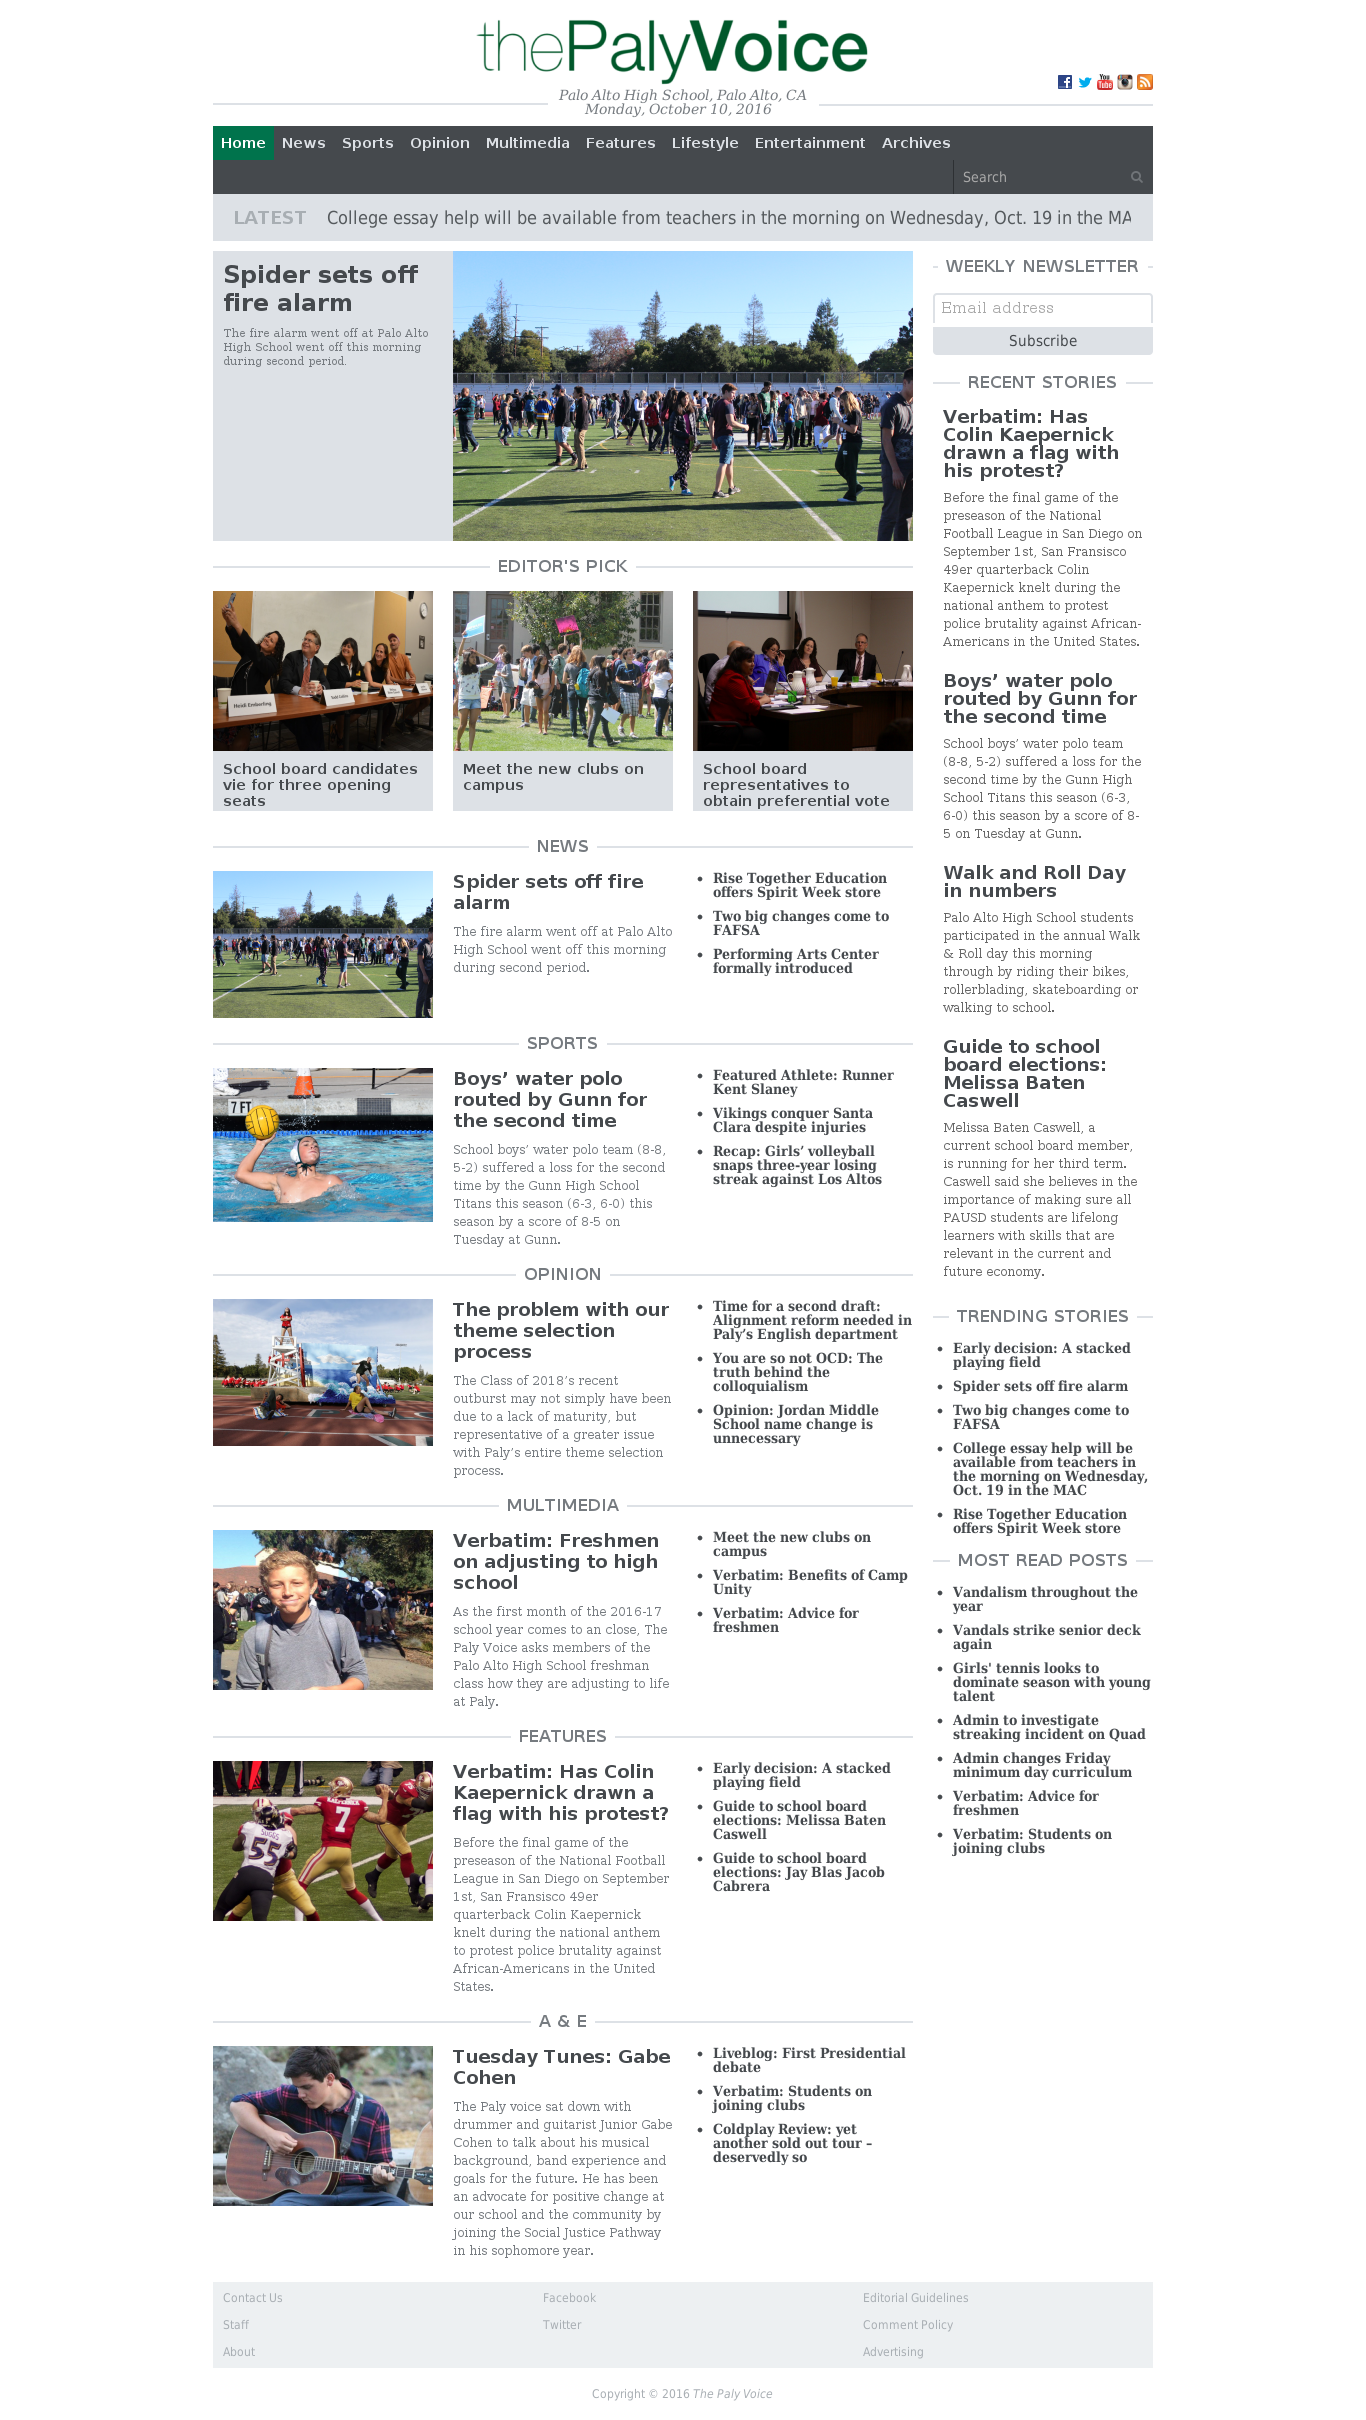 thePalyVoice
Palo Alto High School, Palo Alto, CA
Monday, October 10, 2016
Home News Sports Opinion Multimedia Features Lifestyle Entertainment Archives
Search
LATEST College essay help will be available from teachers in the morning on Wednesday, Oct. 19 in the MA
Spider sets off
fire alarm
The fire alarm went off at Palo Alto
High School went off this morning
during second period.
EDITOR'S PICK
Heidi Emberling
School board candidates
vie for three opening
seats
Meet the new clubs on
campus
School board
representatives to
obtain preferential vote
NEWS
Spider sets off fire
alarm
The fire alarm went off at Palo Alto
High School went off this morning
during second period.
• Rise Together Education
offers Spirit Week store
• Two big changes come to
FAFSA
• Performing Arts Center
formally introduced
SPORTS
7 FT
Boys’ water polo
routed by Gunn for
the second time
School boys’ water polo team (8-8,
5-2) suffered a loss for the second
time by the Gunn High School
Titans this season (6-3, 6-0) this
season by a score of 8-5 on
Tuesday at Gunn.
• Featured Athlete: Runner
Kent Slaney
• Vikings conquer Santa
Clara despite injuries
• Recap: Girls’ volleyball
snaps three-year losing
streak against Los Altos
OPINION
The problem with our
theme selection
process
The Class of 2018’s recent
outburst may not simply have been
due to a lack of maturity, but
representative of a greater issue
with Paly’s entire theme selection
process.
• Time for a second draft:
Alignment reform needed in
Paly’s English department
• You are so not OCD: The
truth behind the
colloquialism
• Opinion: Jordan Middle
School name change is
unnecessary
MULTIMEDIA
Verbatim: Freshmen
on adjusting to high
school
As the first month of the 2016-17
school year comes to an close, The
Paly Voice asks members of the
Palo Alto High School freshman
class how they are adjusting to life
at Paly.
• Meet the new clubs on
campus
• Verbatim: Benefits of Camp
Unity
• Verbatim: Advice for
freshmen
FEATURES
SUGGS
55
7
Verbatim: Has Colin
Kaepernick drawn a
flag with his protest?
Before the final game of the
preseason of the National Football
League in San Diego on September
1st, San Fransisco 49er
quarterback Colin Kaepernick
knelt during the national anthem
to protest police brutality against
African-Americans in the United
States.
• Early decision: A stacked
playing field
• Guide to school board
elections: Melissa Baten
Caswell
• Guide to school board
elections: Jay Blas Jacob
Cabrera
A & E
Tuesday Tunes: Gabe
Cohen
The Paly voice sat down with
drummer and guitarist Junior Gabe
Cohen to talk about his musical
background, band experience and
goals for the future. He has been
an advocate for positive change at
our school and the community by
joining the Social Justice Pathway
in his sophomore year.
• Liveblog: First Presidential
debate
• Verbatim: Students on
joining clubs
• Coldplay Review: yet
another sold out tour –
deservedly so
WEEKLY NEWSLETTER
Email address
Subscribe
RECENT STORIES
Verbatim: Has
Colin Kaepernick
drawn a flag with
his protest?
Before the final game of the
preseason of the National
Football League in San Diego on
September 1st, San Fransisco
49er quarterback Colin
Kaepernick knelt during the
national anthem to protest
police brutality against African-
Americans in the United States.
Boys’ water polo
routed by Gunn for
the second time
School boys’ water polo team
(8-8, 5-2) suffered a loss for the
second time by the Gunn High
School Titans this season (6-3,
6-0) this season by a score of 8-
5 on Tuesday at Gunn.
Walk and Roll Day
in numbers
Palo Alto High School students
participated in the annual Walk
& Roll day this morning
through by riding their bikes,
rollerblading, skateboarding or
walking to school.
Guide to school
board elections:
Melissa Baten
Caswell
Melissa Baten Caswell, a
current school board member,
is running for her third term.
Caswell said she believes in the
importance of making sure all
PAUSD students are lifelong
learners with skills that are
relevant in the current and
future economy.
TRENDING STORIES
• Early decision: A stacked
playing field
• Spider sets off fire alarm
• Two big changes come to
FAFSA
• College essay help will be
available from teachers in
the morning on Wednesday,
Oct. 19 in the MAC
• Rise Together Education
offers Spirit Week store
MOST READ POSTS
• Vandalism throughout the
year
• Vandals strike senior deck
again
• Girls' tennis looks to
dominate season with young
talent
• Admin to investigate
streaking incident on Quad
• Admin changes Friday
minimum day curriculum
• Verbatim: Advice for
freshmen
• Verbatim: Students on
joining clubs
Contact Us Facebook Editorial Guidelines
Staff Twitter Comment Policy
About Advertising
Copyright © 2016 The Paly Voice